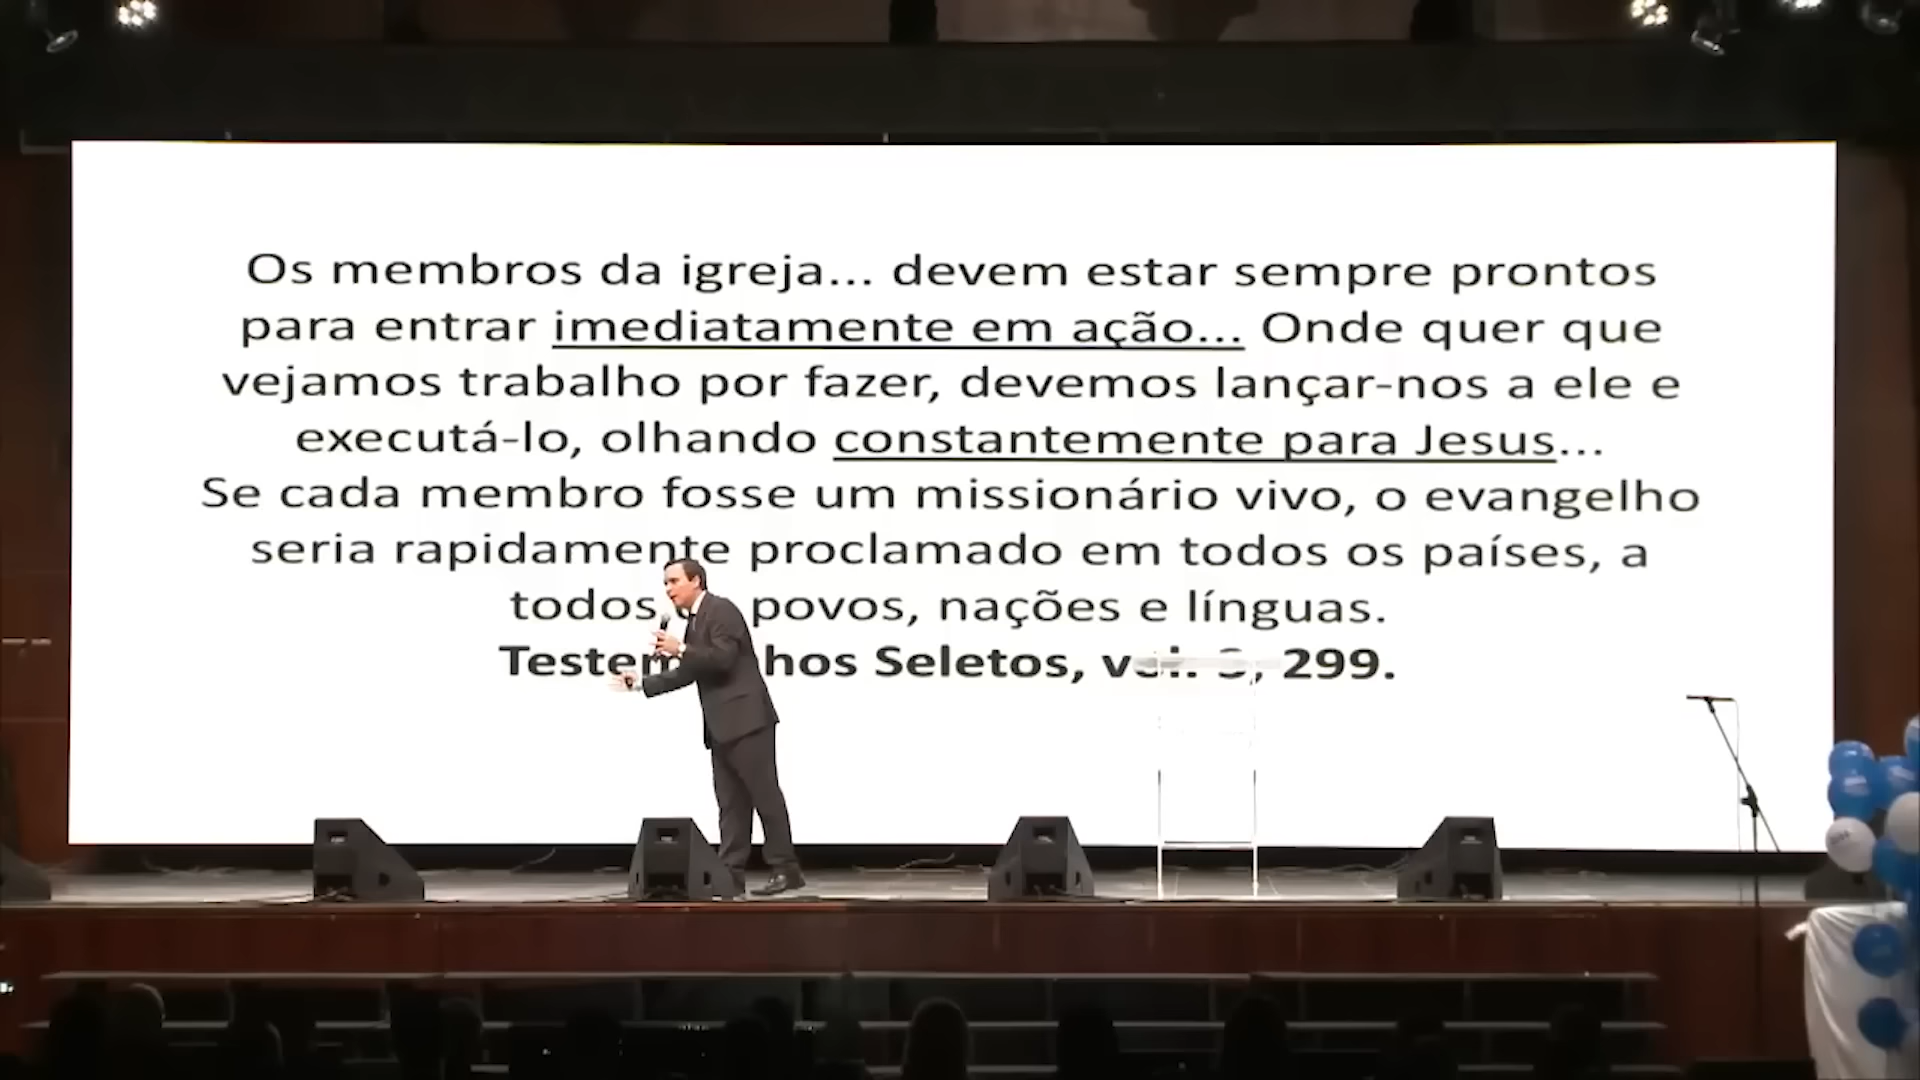 Os membros da igreja... devem estar sempre prontos
para entrar imediatamente em ação... Onde quer que
vejamos trabalho por fazer, devemos lançar-nos a ele e
executá-lo, olhando constantemente para Jesus...
Se cada membro fosse um missionário vivo, o evangelho
seria rapidamente proclamado em todos os países, a
todos povos, nações e línguas.
Seletos, 299.